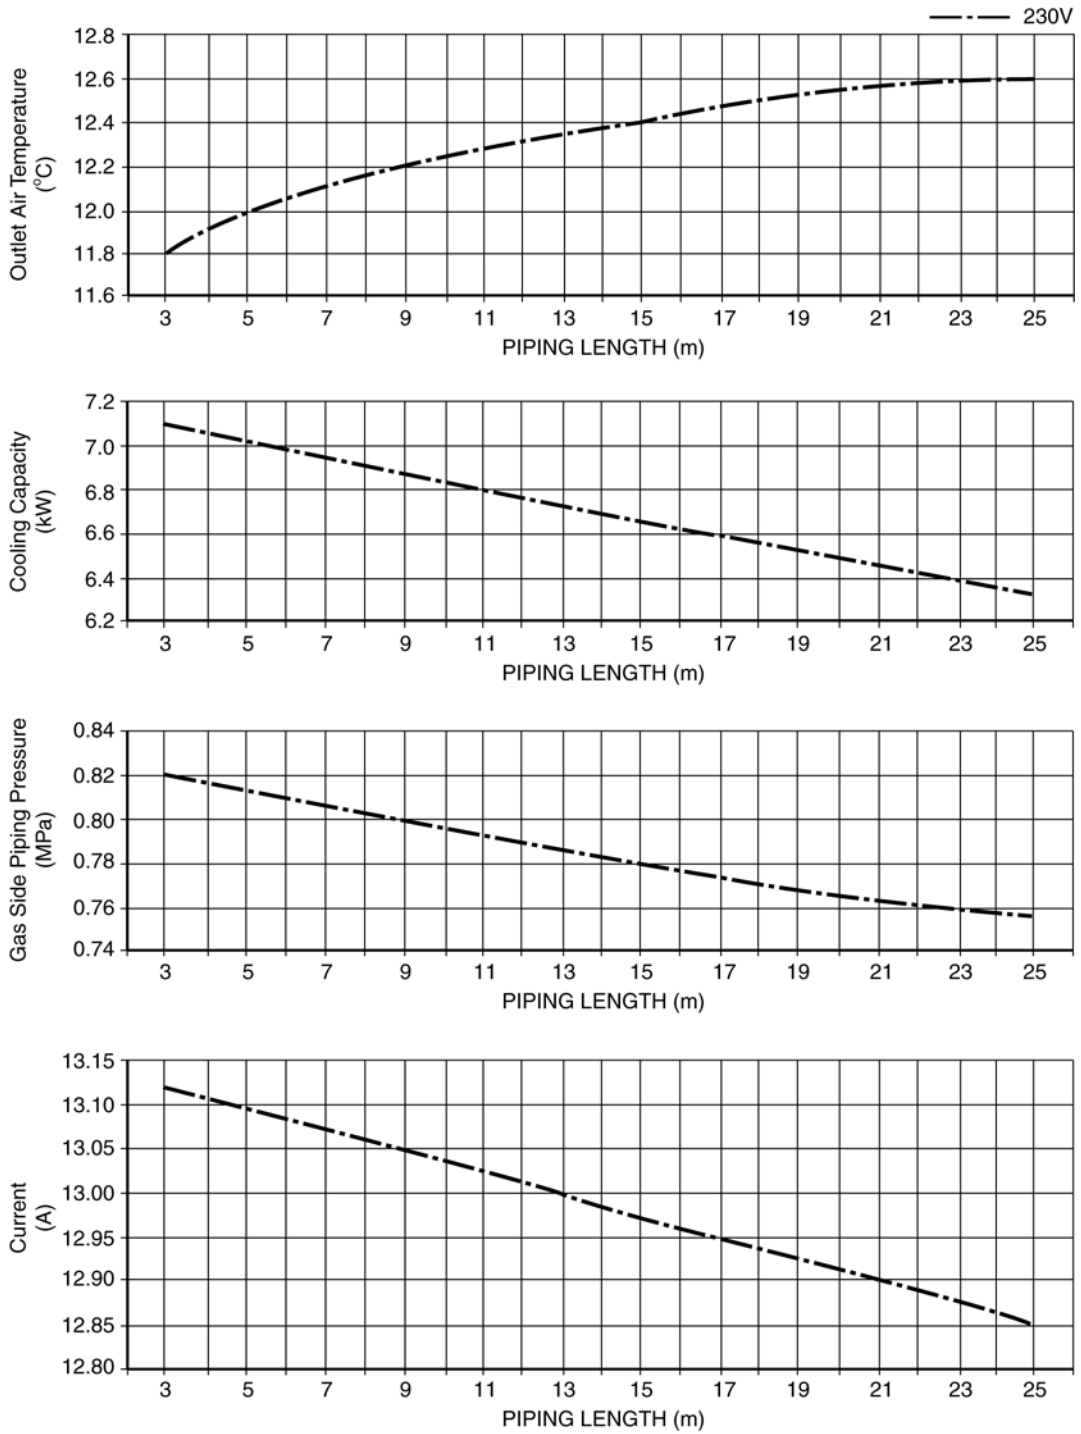 230V
Outlet Air Temperature
(°C)
12.8
12.6
12.4
12.2
12.0
11.8
11.6
3 5 7 9 11 13 15 17 19 21 23 25
PIPING LENGTH (m)
Cooling Capacity
(kW)
7.2
7.0
6.8
6.6
6.4
6.2
3 5 7 9 11 13 15 17 19 21 23 25
PIPING LENGTH (m)
Gas Side Piping Pressure
(MPa)
0.84
0.82
0.80
0.78
0.76
0.74
3 5 7 9 11 13 15 17 19 21 23 25
PIPING LENGTH (m)
Current
(A)
13.15
13.10
13.05
13.00
12.95
12.90
12.85
12.80
3 5 7 9 11 13 15 17 19 21 23 25
PIPING LENGTH (m)